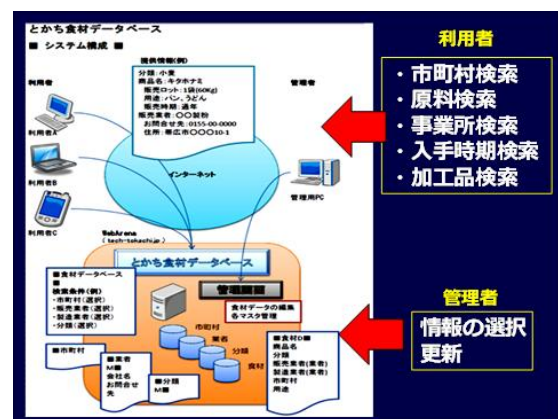 とかち食材データベース
■ システム構成 ■
提供情報(例)
分類:小麦
商品名:キタホナミ
販売ロット:1袋(60Kg)
用途:パン、うどん
販売時期:通年
販売業者:〇〇製粉
お問合せ先:0155-00-0000
住所:帯広市〇〇〇10-1
利用者
利用者A
利用者B
利用者C
管理者
管理用PC
インターネット
WebArena
(tech-tokachi.jp)
とかち食材データベース
管理画面
食材データの編集
各マスタ管理
■食材データベース
■
検索条件(例)
・市町村(選択)
・販売業者(選択)
・製造業者(選択)
・分類(選択)
市町村
業者
分類
食材
■市町村
■業者
M■
会社名
お問合せ
先
■分類
M■
■食材D■
商品名
分類
販売業者(業者)
製造業者(業者)
市町村
用途
利用者
・市町村検索
・原料検索
・事業所検索
・入手時期検索
・加工品検索
管理者
情報の選択
更新